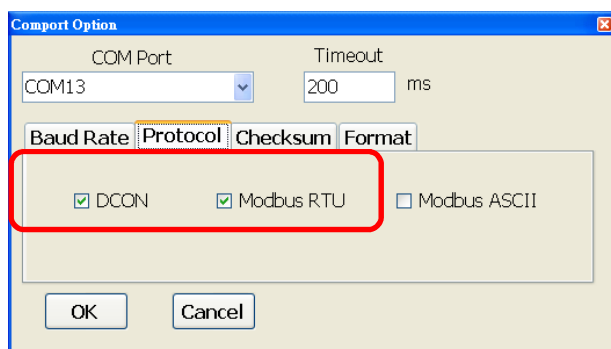 Comport Option
COM Port Timeout
COM13 200 ms
Baud Rate Protocol Checksum Format
DCON Modbus RTU Modbus ASCII
OK Cancel